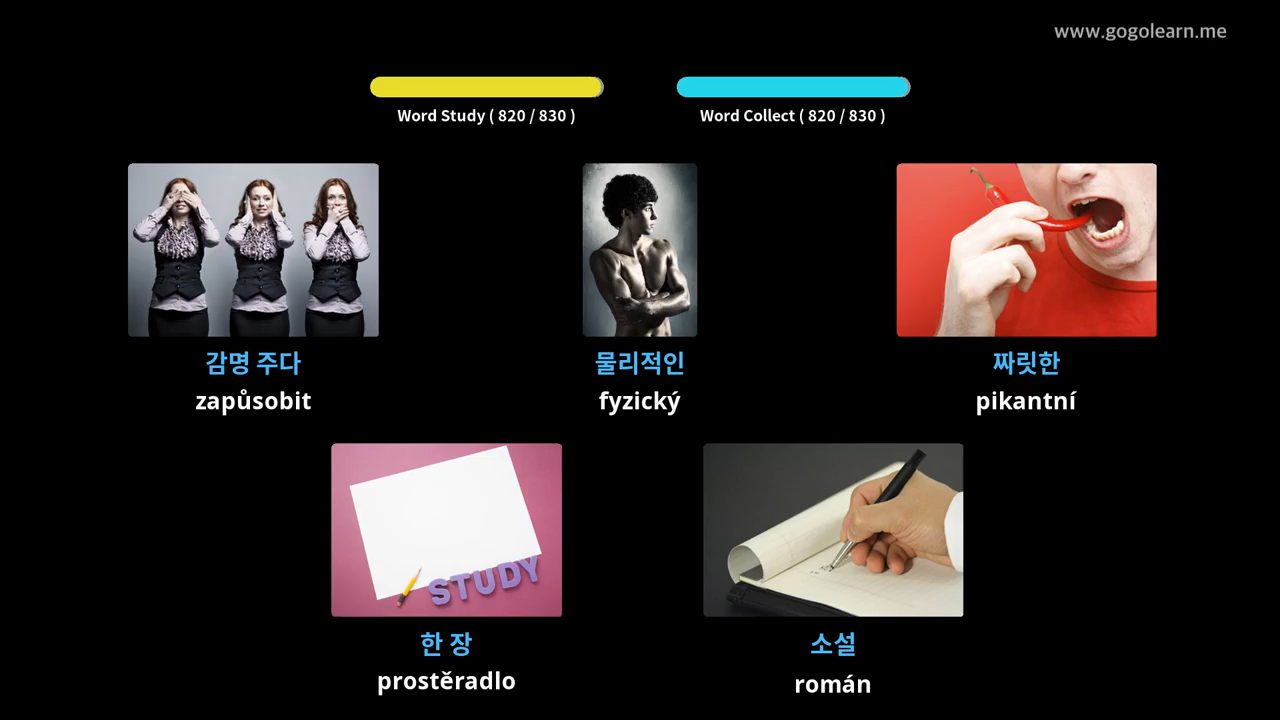 www.gogolearn.me
Word Study ( 820 / 830 )
Word Collect ( 820 / 830 )
감명 주다
zapůsobit
물리적인
fyzický
짜릿한
pikantní
STUDY
한 장
prostěradlo
소설
román